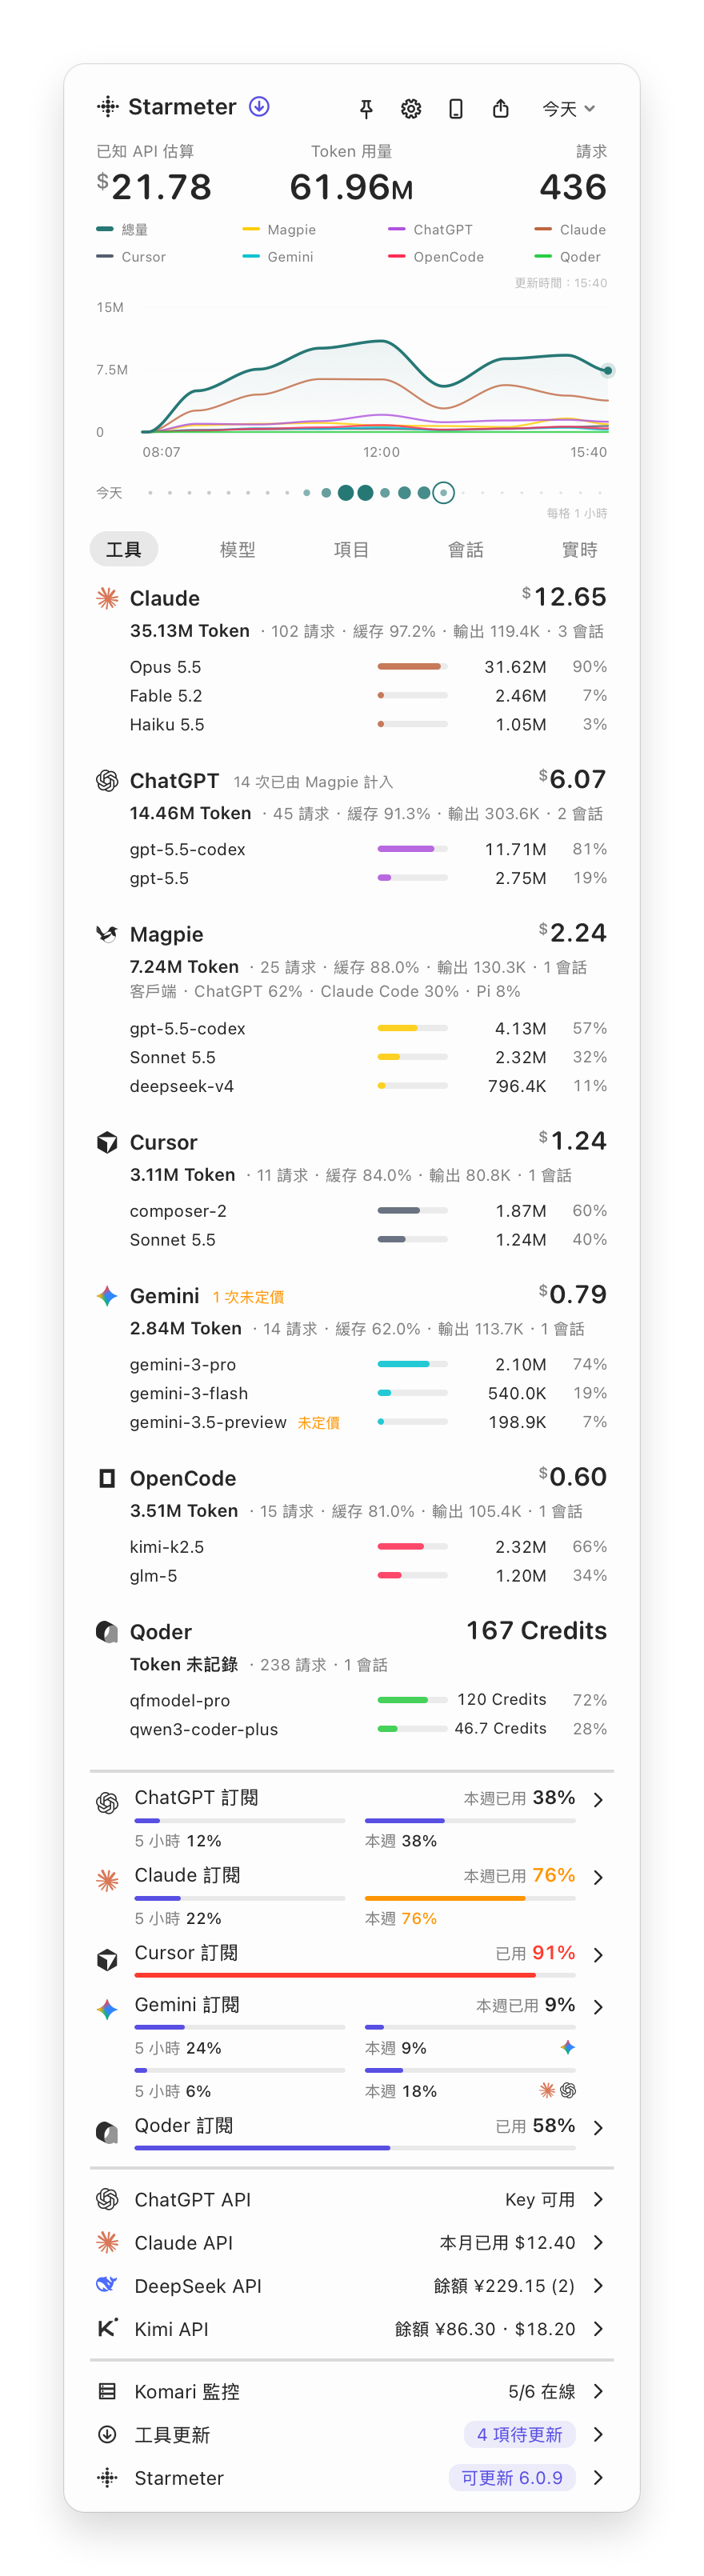 Starmeter 今天
已知 API 估算 Token 用量 請求
$21.78 61.96M 436
總量 Magpie ChatGPT Claude
Cursor Gemini OpenCode Qoder
更新時間：15:40
15M
7.5M
0
08:07 12:00 15:40
今天
每格 1 小時
工具 模型 項目 會話 實時
Claude $12.65
35.13M Token · 102 請求 · 緩存 97.2% · 輸出 119.4K · 3 會話
Opus 5.5 31.62M 90%
Fable 5.2 2.46M 7%
Haiku 5.5 1.05M 3%
ChatGPT 14 次已由 Magpie 計入 $6.07
14.46M Token · 45 請求 · 緩存 91.3% · 輸出 303.6K · 2 會話
gpt-5.5-codex 11.71M 81%
gpt-5.5 2.75M 19%
Magpie $2.24
7.24M Token · 25 請求 · 緩存 88.0% · 輸出 130.3K · 1 會話
客戶端 · ChatGPT 62% · Claude Code 30% · Pi 8%
gpt-5.5-codex 4.13M 57%
Sonnet 5.5 2.32M 32%
deepseek-v4 796.4K 11%
Cursor $1.24
3.11M Token · 11 請求 · 緩存 84.0% · 輸出 80.8K · 1 會話
composer-2 1.87M 60%
Sonnet 5.5 1.24M 40%
Gemini 1 次未定價 $0.79
2.84M Token · 14 請求 · 緩存 62.0% · 輸出 113.7K · 1 會話
gemini-3-pro 2.10M 74%
gemini-3-flash 540.0K 19%
gemini-3.5-preview 未定價 198.9K 7%
OpenCode $0.60
3.51M Token · 15 請求 · 緩存 81.0% · 輸出 105.4K · 1 會話
kimi-k2.5 2.32M 66%
glm-5 1.20M 34%
Qoder 167 Credits
Token 未記錄 · 238 請求 · 1 會話
qfmodel-pro 120 Credits 72%
qwen3-coder-plus 46.7 Credits 28%
ChatGPT 訂閱 本週已用 38%
5 小時 12% 本週 38%
Claude 訂閱 本週已用 76%
5 小時 22% 本週 76%
Cursor 訂閱 已用 91%
Gemini 訂閱 本週已用 9%
5 小時 24% 本週 9%
5 小時 6% 本週 18%
Qoder 訂閱 已用 58%
ChatGPT API Key 可用
Claude API 本月已用 $12.40
DeepSeek API 餘額 ¥229.15 (2)
Kimi API 餘額 ¥86.30 · $18.20
Komari 監控 5/6 在線
工具更新 4 項待更新
Starmeter 可更新 6.0.9